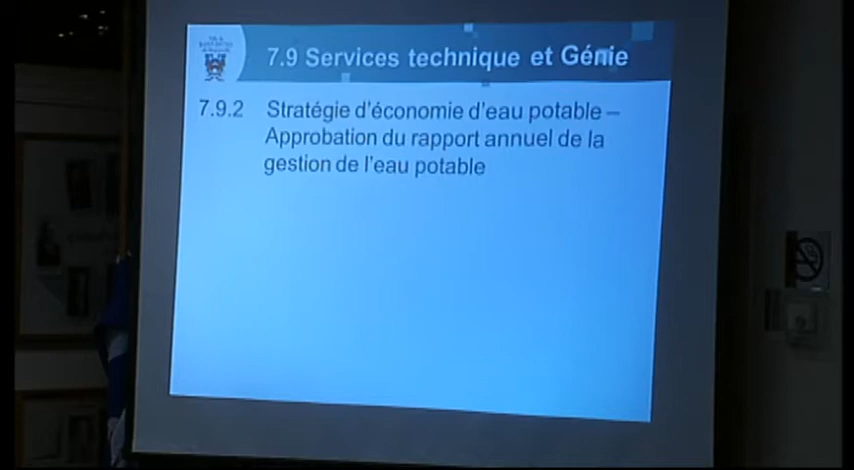 7.9 Services technique et Génie
7.9.2 Stratégie d'économie d'eau potable –
Approbation du rapport annuel de la
gestion de l'eau potable